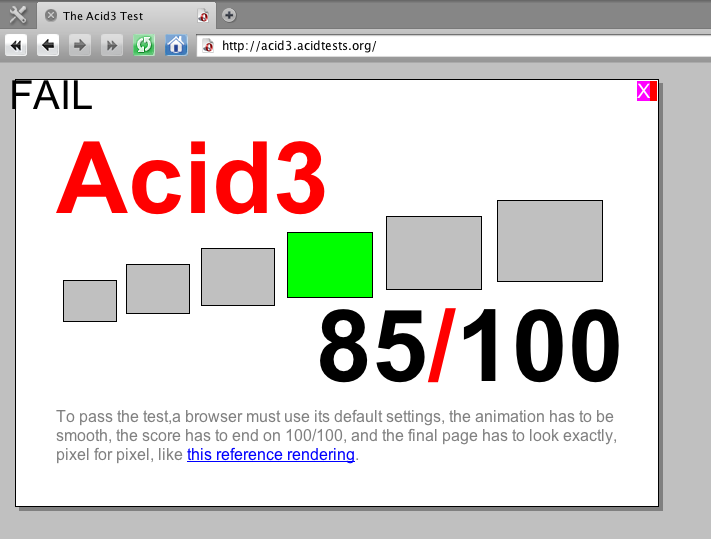 The Acid3 Test
http://acid3.acidtests.org/
FAIL
X
Acid3
85/100
To pass the test,a browser must use its default settings, the animation has to be
smooth, the score has to end on 100/100, and the final page has to look exactly,
pixel for pixel, like this reference rendering.